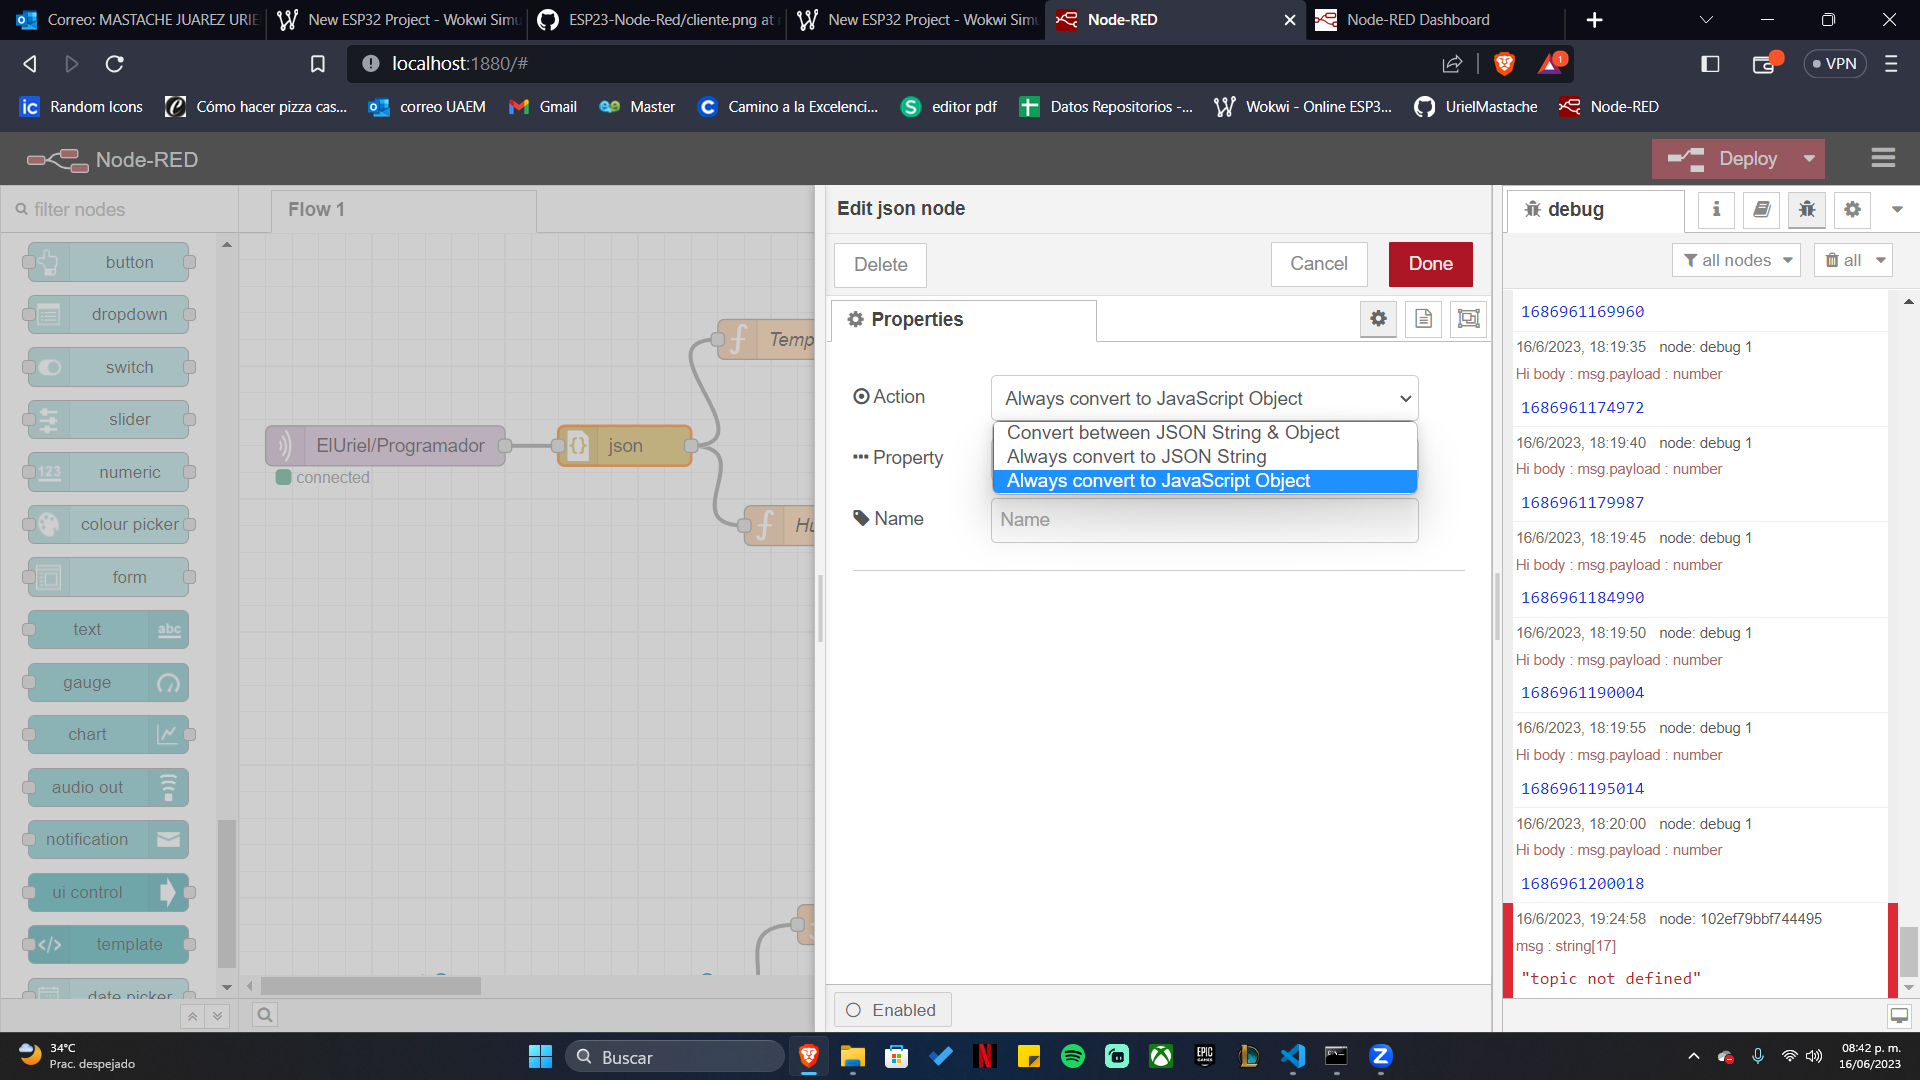 Correo: MASTACHE JUAREZ URIE
New ESP32 Project - Wokwi Simu
ESP23-Node-Red/cliente.png at
New ESP32 Project - Wokwi Simu
Node-RED
Node-RED Dashboard
localhost:1880/#
1
VPN
Random Icons
Cómo hacer pizza cas...
correo UAEM
Gmail
Master
Camino a la Excelenci...
editor pdf
Datos Repositorios -...
Wokwi - Online ESP3...
UrielMastache
Node-RED
Node-RED
Deploy
filter nodes
Flow 1
Edit json node
debug
Delete
Cancel
Done
all nodes
all
Properties
button
dropdown
switch
slider
numeric
colour picker
form
text
abc
gauge
chart
audio out
notification
ui control
template
date picker
123
ElUriel/Programador
connected
json
Temp
Hu
Action
Always convert to JavaScript Object
Convert between JSON String & Object
Always convert to JSON String
Always convert to JavaScript Object
Property
Name
Name
Enabled
1686961169960
16/6/2023, 18:19:35 node: debug 1
Hi body : msg.payload : number
1686961174972
16/6/2023, 18:19:40 node: debug 1
Hi body : msg.payload : number
1686961179987
16/6/2023, 18:19:45 node: debug 1
Hi body : msg.payload : number
1686961184990
16/6/2023, 18:19:50 node: debug 1
Hi body : msg.payload : number
1686961190004
16/6/2023, 18:19:55 node: debug 1
Hi body : msg.payload : number
1686961195014
16/6/2023, 18:20:00 node: debug 1
Hi body : msg.payload : number
1686961200018
16/6/2023, 19:24:58 node: 102ef79bbf744495
msg : string[17]
"topic not defined"
34°C
Prac. despejado
Buscar
08:42 p. m.
16/06/2023